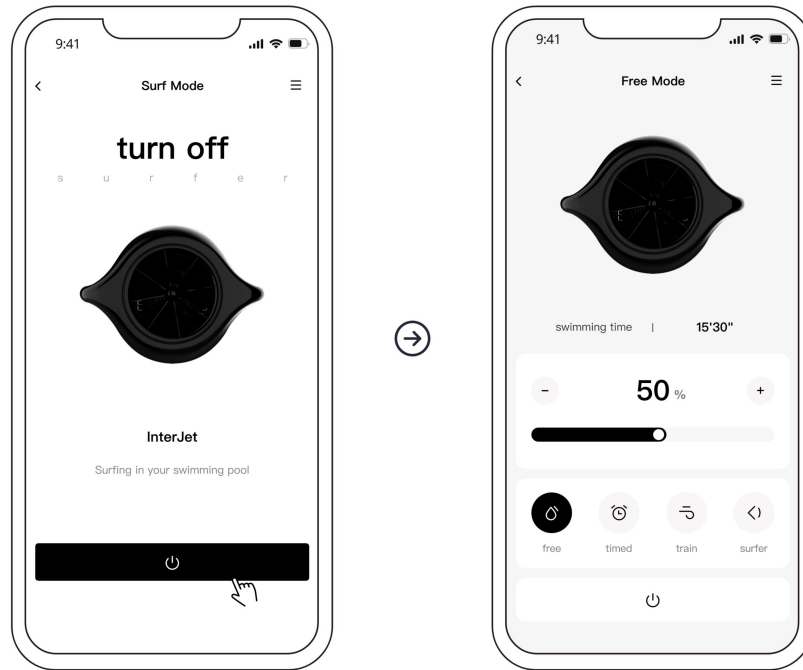 9:41
Surf Mode
turn off
s u r f e r
InterJet
Surfing in your swimming pool
9:41
Free Mode
swimming time | 15'30"
- 50 % +
free timed train surfer